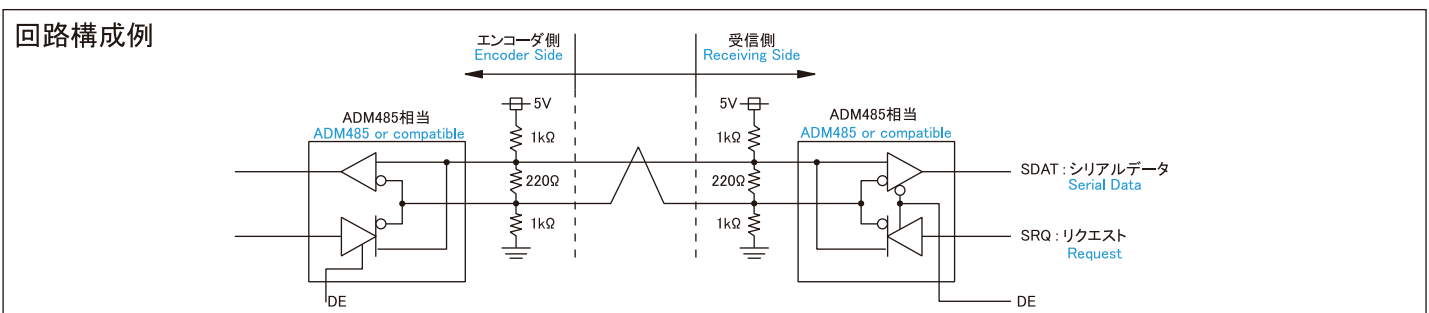 回路構成例
エンコーダ側
Encoder Side
受信側
Receiving Side
ADM485相当
ADM485 or compatible
5V
1kΩ
220Ω
1kΩ
5V
1kΩ
220Ω
1kΩ
ADM485相当
ADM485 or compatible
SDAT : シリアルデータ
Serial Data
SRQ : リクエスト
Request
DE
DE